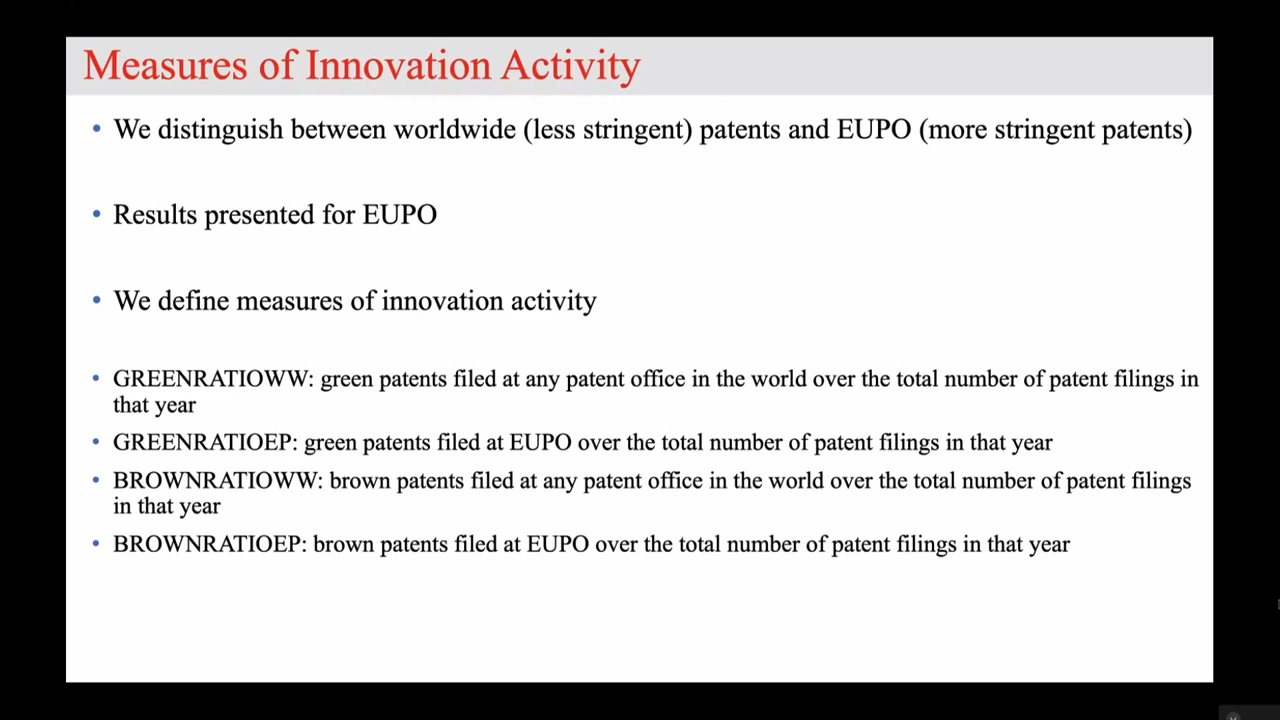 Measures of Innovation Activity
• We distinguish between worldwide (less stringent) patents and EUPO (more stringent patents)
• Results presented for EUPO
• We define measures of innovation activity
• GREENRATIOWW: green patents filed at any patent office in the world over the total number of patent filings in
that year
• GREENRATIOEP: green patents filed at EUPO over the total number of patent filings in that year
• BROWNRATIOWW: brown patents filed at any patent office in the world over the total number of patent filings
in that year
• BROWNRATIOEP: brown patents filed at EUPO over the total number of patent filings in that year